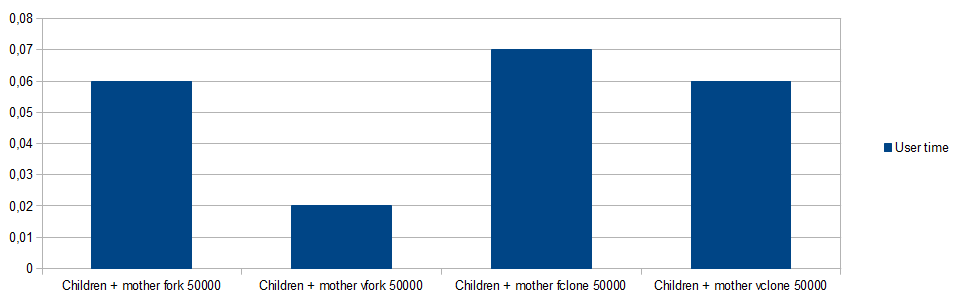 0,08
0,07
0,06
0,05
0,04
0,03
0,02
0,01
0
Children + mother fork 50000
Children + mother vfork 50000
Children + mother fclone 50000
Children + mother vclone 50000
User time